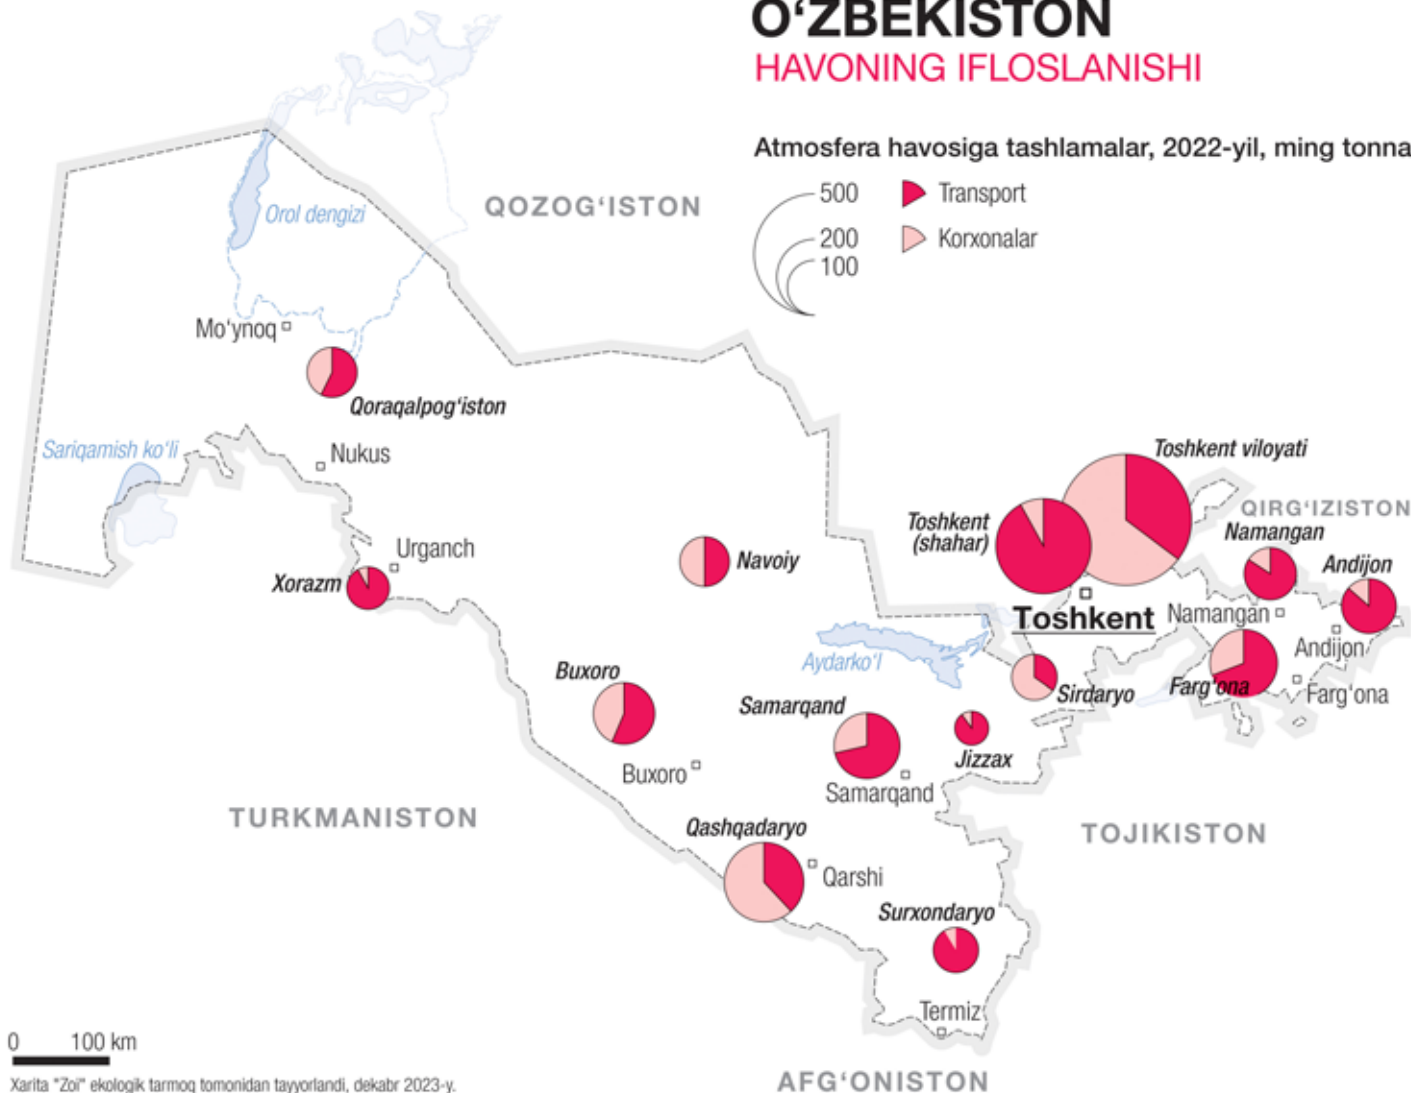 O‘ZBEKISTON
HAVONING IFLOSLANISHI
Atmosfera havosiga tashlamalar, 2022-yil, ming tonna
500
200
100
Transport
Korxonalar
QOZOG‘ISTON
Orol dengizi
Mo‘ynoq
Qoraqalpog‘iston
Sariqamish ko‘li
Nukus
Urganch
Xorazm
Navoiy
Toshkent viloyati
Toshkent
(shahar)
QIRG‘IZISTON
Namangan
Andijon
Toshkent
Namangan
Andijon
Aydarko‘l
Sirdaryo
Farg‘ona
Farg‘ona
Buxoro
Samarqand
Jizzax
Buxoro
Samarqand
TURKMANISTON
Qashqadaryo
TOJIKISTON
Qarshi
Surxondaryo
Termiz
0 100 km
Xarita "Zoi" ekologik tarmoq tomonidan tayyorlandi, dekabr 2023-y.
AFG‘ONISTON